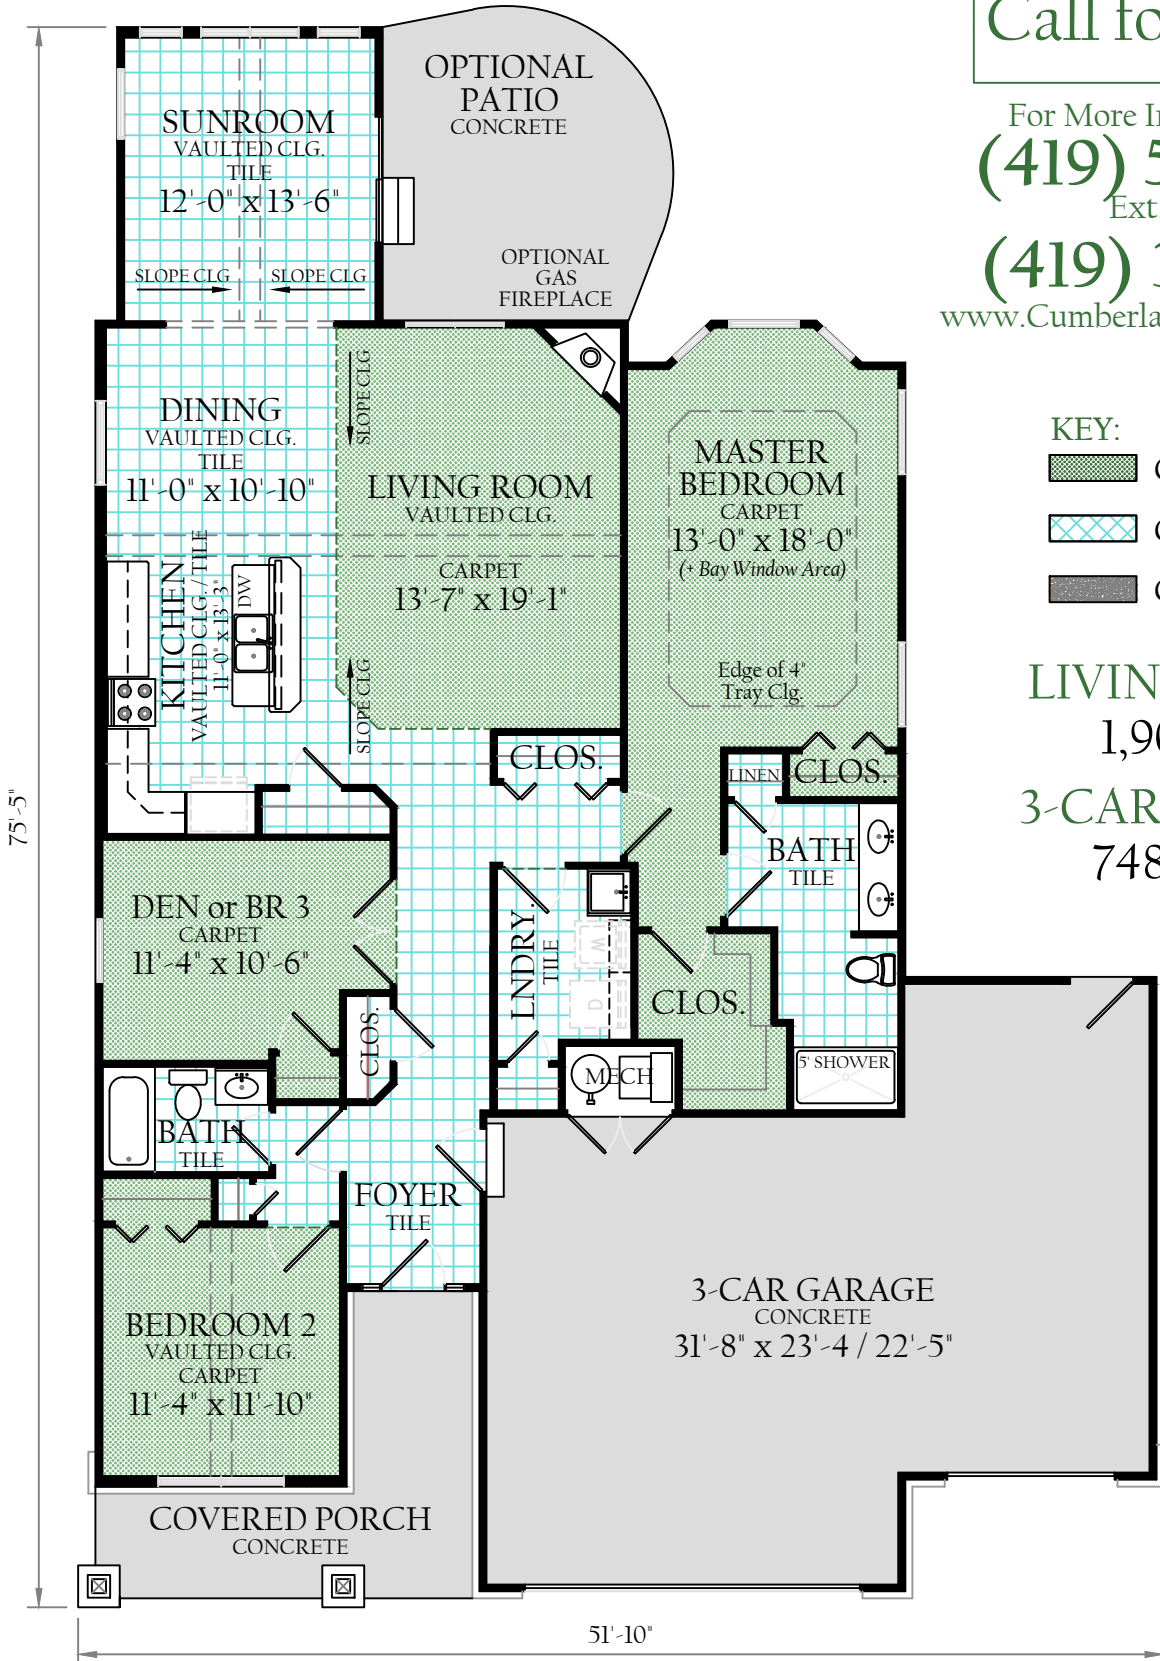 Call fo
For More I
(419) 5
Ext
(419)
www.Cumberla
KEY:
LIVIN
1,9
3-CAR
748
OPTIONAL
PATIO
CONCRETE
SUNROOM
VAULTED CLG.
TILE
12'-0" x 13'-6"
SLOPE CLG
SLOPE CLG
OPTIONAL
GAS
FIREPLACE
DINING
VAULTED CLG.
TILE
11'-0" x 10'-10"
SLOPE CLG
LIVING ROOM
VAULTED CLG.
CARPET
13'-7" x 19'-1"
SLOPE CLG
MASTER
BEDROOM
CARPET
13'-0" x 18'-0"
(+ Bay Window Area)
Edge of 4"
Tray Clg.
KITCHEN
VAULTED CLG. / TILE
11'-0" x 13'-3"
DW
CLOS.
LINEN
CLOS.
BATH
TILE
75'-5"
DEN or BR 3
CARPET
11'-4" x 10'-6"
LNDRY.
TILE
W
D
CLOS.
CLOS.
MECH
5' SHOWER
BATH
TILE
FOYER
TILE
BEDROOM 2
VAULTED CLG.
CARPET
11'-4" x 11'-10"
3-CAR GARAGE
CONCRETE
31'-8" x 23'-4 / 22'-5"
COVERED PORCH
CONCRETE
51'-10"